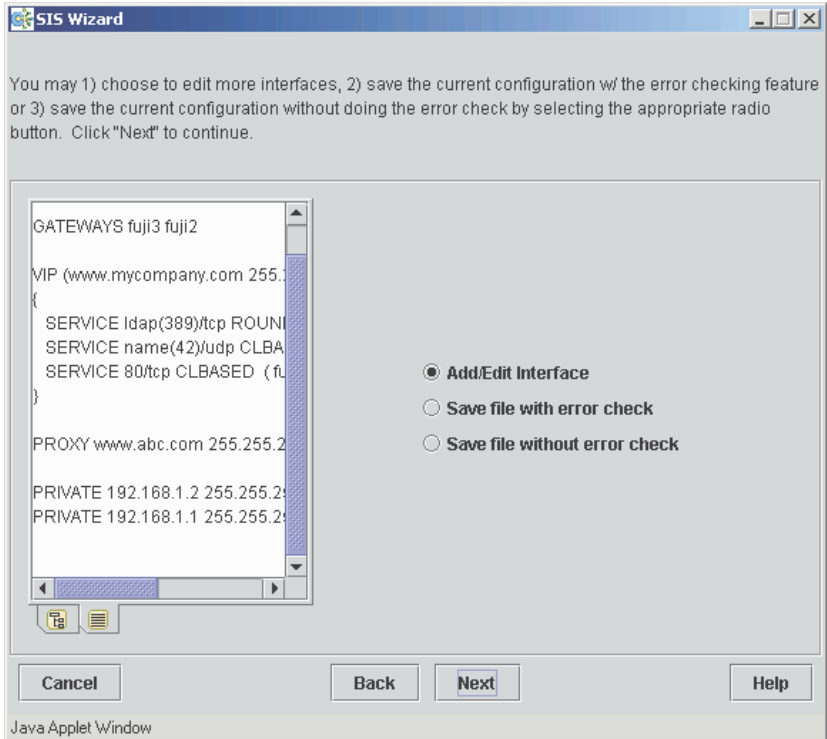 SIS Wizard
You may 1) choose to edit more interfaces, 2) save the current configuration w/ the error checking feature
or 3) save the current configuration without doing the error check by selecting the appropriate radio
button. Click "Next" to continue.
GATEWAYS fuji3 fuji2
VIP (www.mycompany.com 255.
{
SERVICE ldap(389)/tcp ROUN
SERVICE name(42)/udp CLBA
SERVICE 80/tcp CLBASED ( fu
}
PROXY www.abc.com 255.255.2
PRIVATE 192.168.1.2 255.255.2
PRIVATE 192.168.1.1 255.255.2
Add/Edit Interface
Save file with error check
Save file without error check
Cancel
Back
Next
Help
Java Applet Window